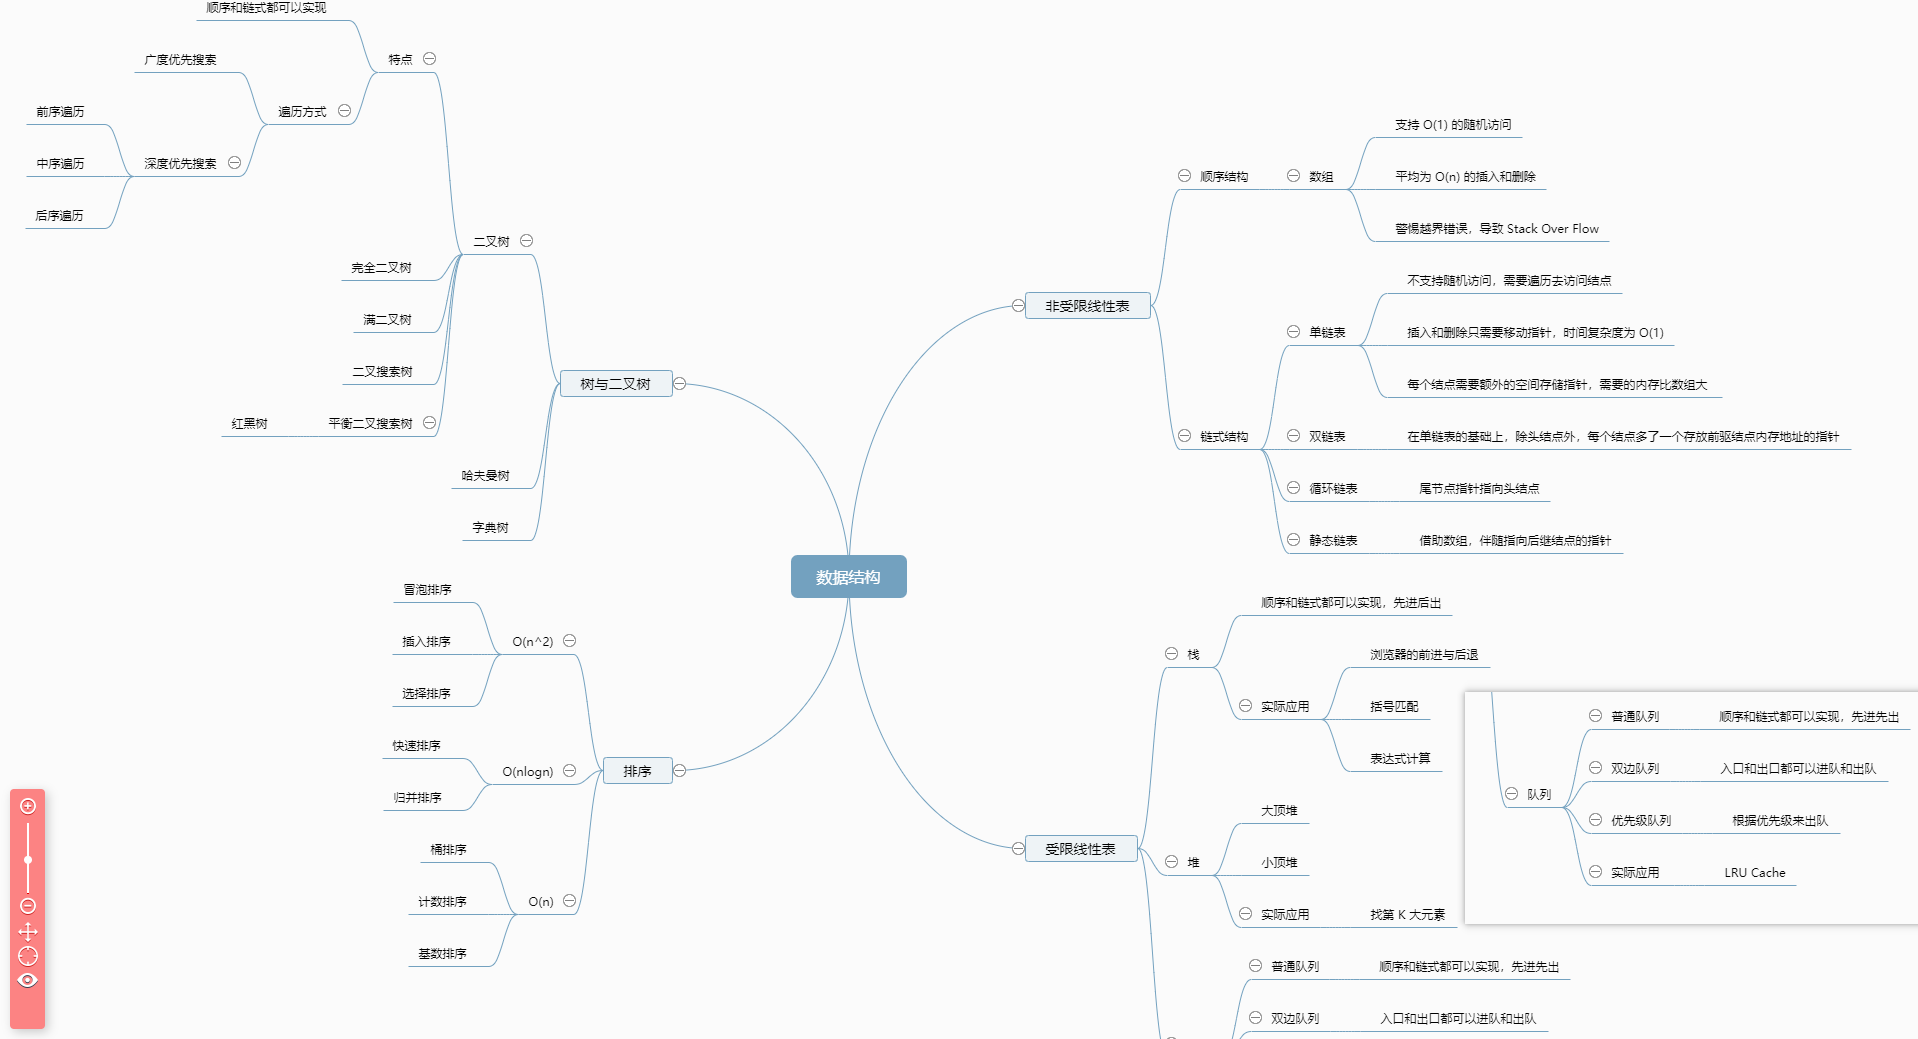 数据结构
非受限线性表
顺序结构
数组
支持 O(1) 的随机访问
平均为 O(n) 的插入和删除
警惕越界错误，导致 Stack Over Flow
链式结构
单链表
不支持随机访问，需要遍历去访问结点
插入和删除只需要移动指针，时间复杂度为 O(1)
每个结点需要额外的空间存储指针，需要的内存比数组大
双链表
在单链表的基础上，除头结点外，每个结点多了一个存放前驱结点内存地址的指针
循环链表
尾节点指针指向头结点
静态链表
借助数组，伴随指向后继结点的指针
受限线性表
栈
顺序和链式都可以实现，先进后出
实际应用
浏览器的前进与后退
括号匹配
表达式计算
堆
大顶堆
小顶堆
实际应用
找第 K 大元素
普通队列
顺序和链式都可以实现，先进先出
双边队列
入口和出口都可以进队和出队
队列
普通队列
顺序和链式都可以实现，先进先出
双边队列
入口和出口都可以进队和出队
优先级队列
根据优先级来出队
实际应用
LRU Cache
树与二叉树
二叉树
特点
顺序和链式都可以实现
遍历方式
广度优先搜索
深度优先搜索
前序遍历
中序遍历
后序遍历
完全二叉树
满二叉树
二叉搜索树
平衡二叉搜索树
红黑树
哈夫曼树
字典树
排序
O(n^2)
冒泡排序
插入排序
选择排序
O(nlogn)
快速排序
归并排序
O(n)
桶排序
计数排序
基数排序